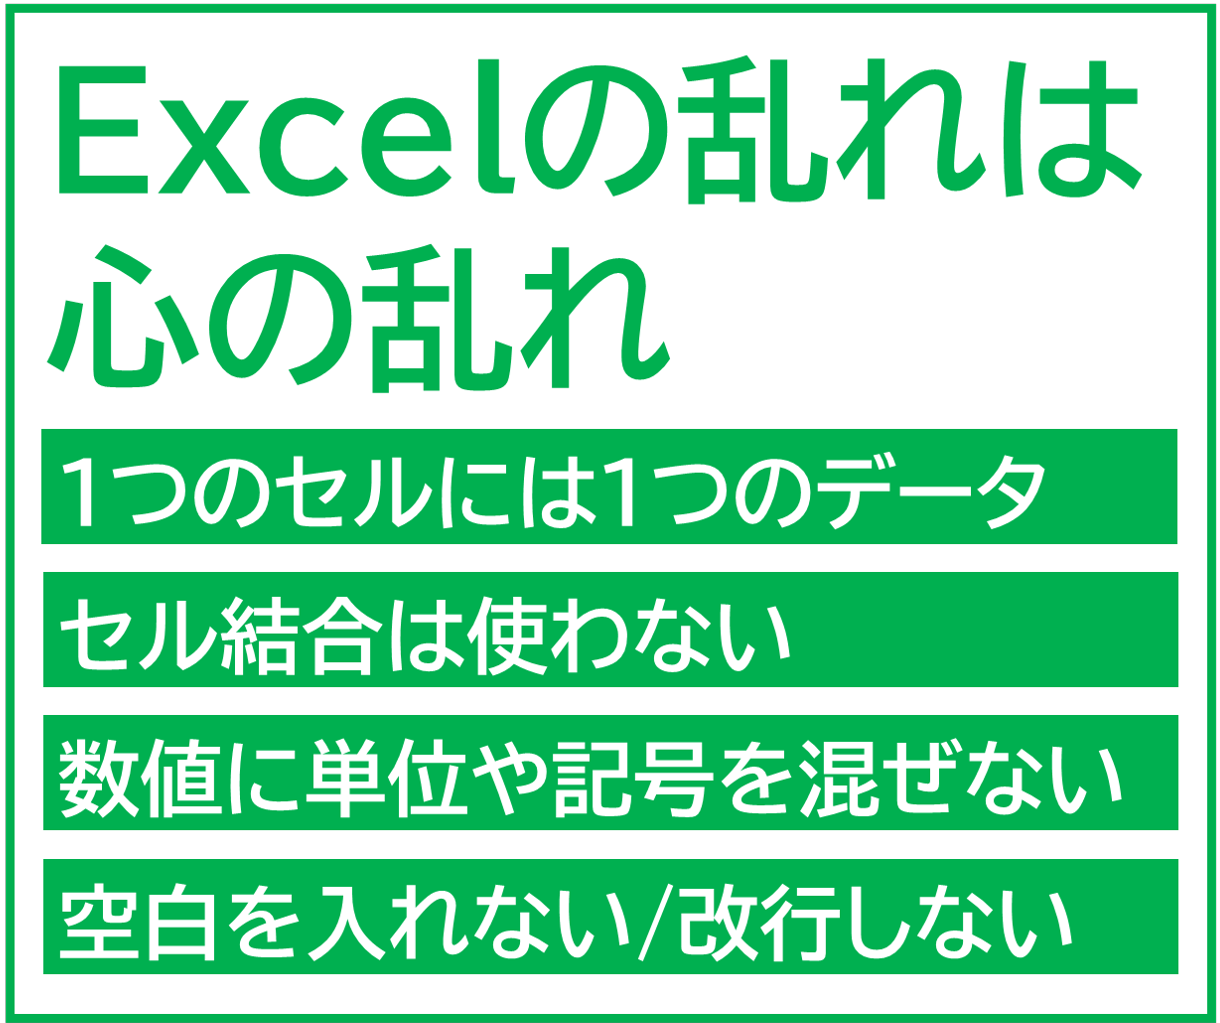 Excelの乱れは
心の乱れ
1つのセルには1つのデータ
セル結合は使わない
数値に単位や記号を混ぜない
空白を入れない/改行しない